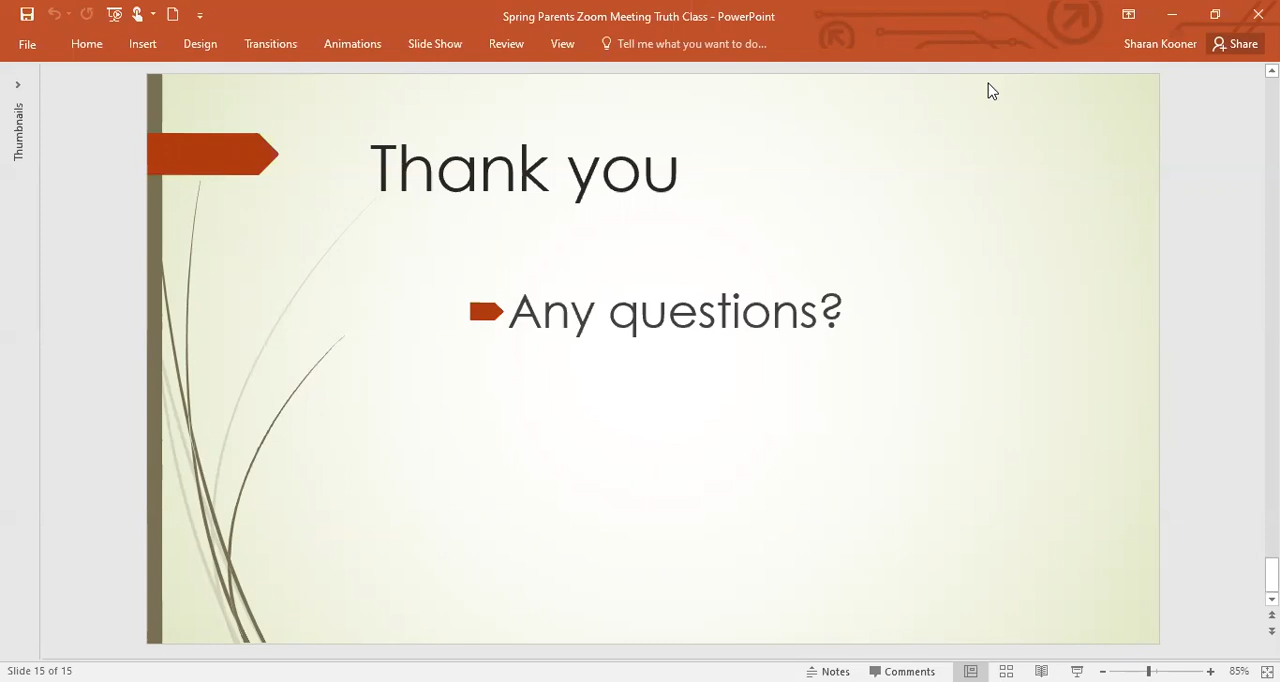 Spring Parents Zoom Meeting Truth Class - PowerPoint
File Home Insert Design Transitions Animations Slide Show Review View Tell me what you want to do... Sharan Kooner Share
Thumbnails
Thank you
Any questions?
Slide 15 of 15 Notes Comments 85%